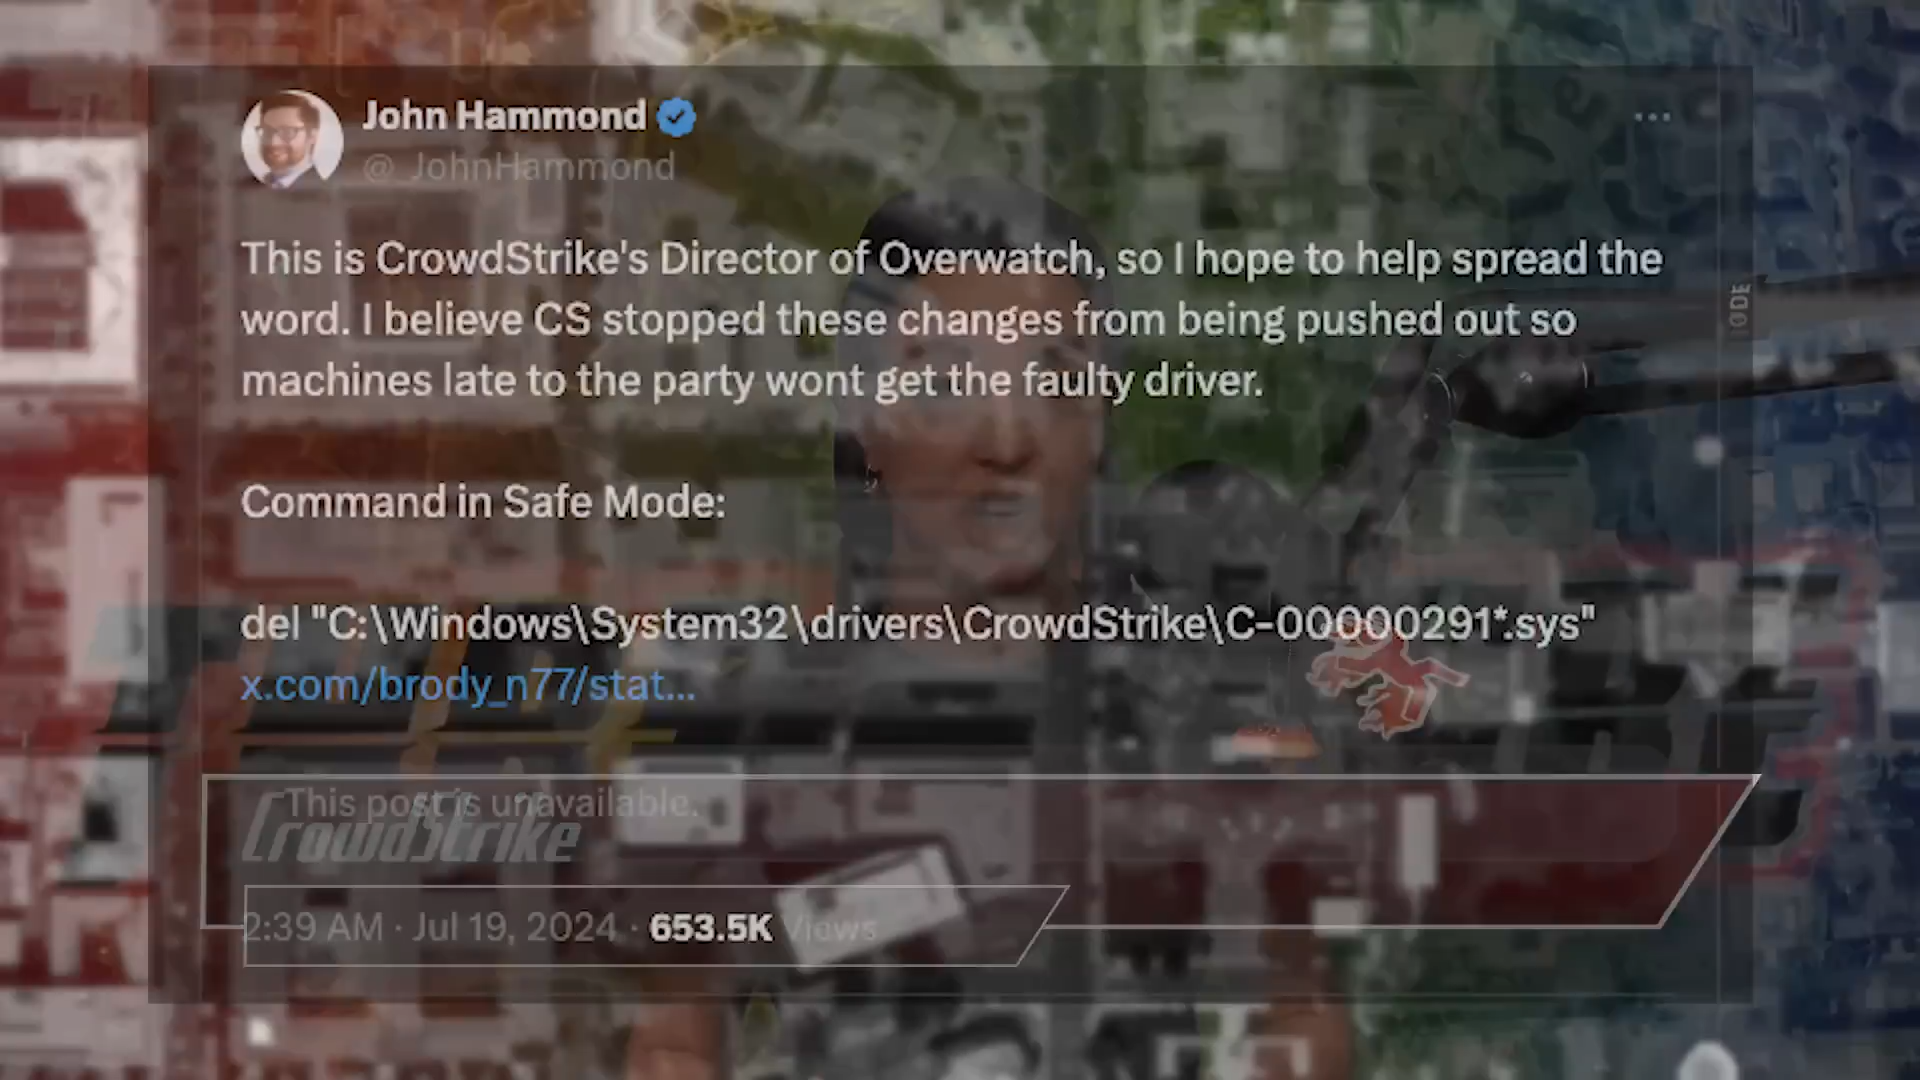 John Hammond
@_JohnHammond
This is CrowdStrike's Director of Overwatch, so I hope to help spread the
word. I believe CS stopped these changes from being pushed out so
machines late to the party wont get the faulty driver.
Command in Safe Mode:
del "C:\Windows\System32\drivers\CrowdStrike\C-00000291*.sys"
x.com/brody_n77/stat...
This post is unavailable.
CrowdStrike
2:39 AM · Jul 19, 2024 · 653.5K Views